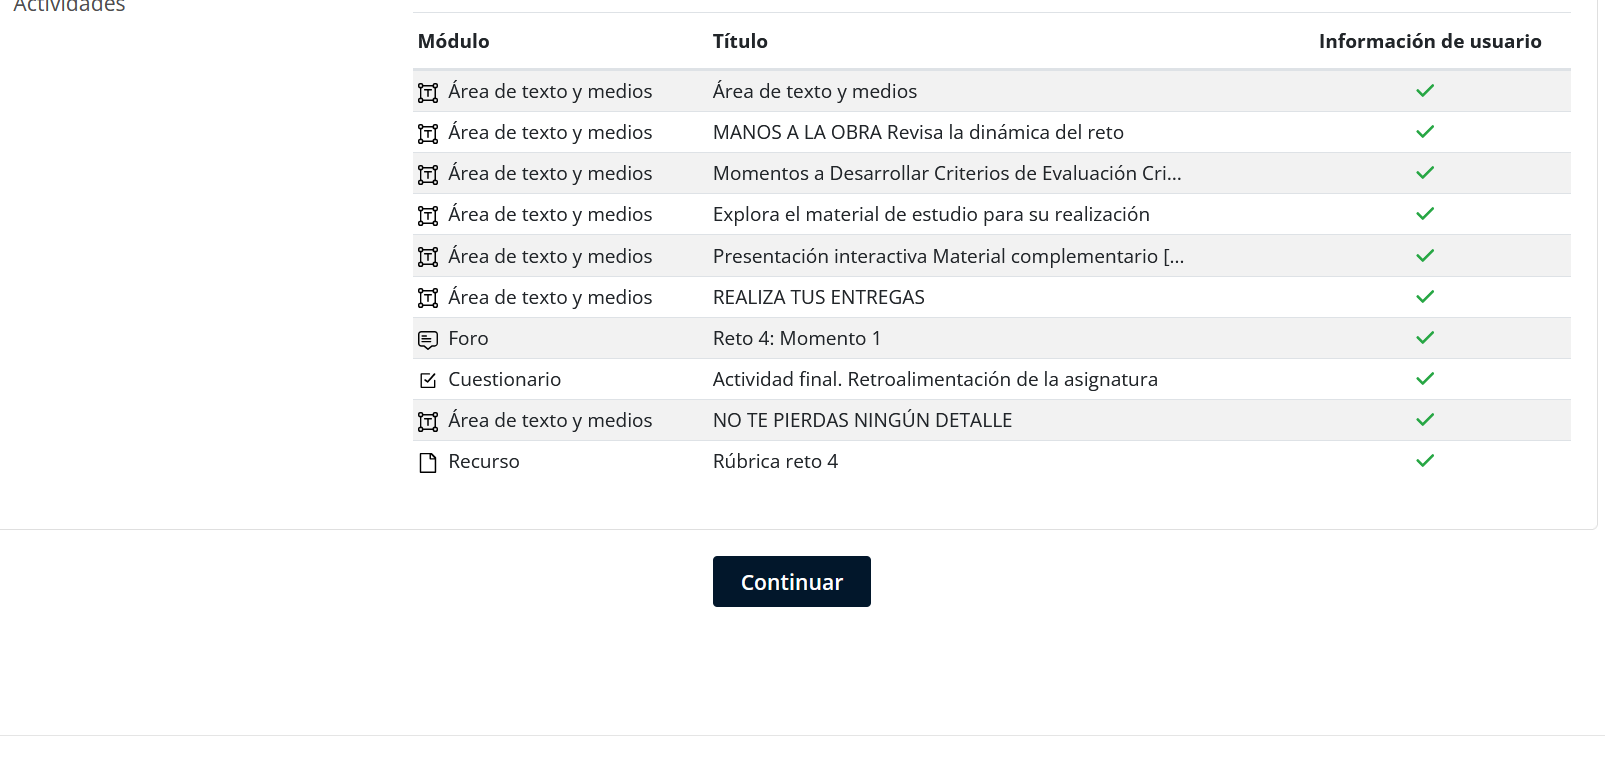 Actividades
Módulo Título Información de usuario
Área de texto y medios Área de texto y medios
Área de texto y medios MANOS A LA OBRA Revisa la dinámica del reto
Área de texto y medios Momentos a Desarrollar Criterios de Evaluación Cri...
Área de texto y medios Explora el material de estudio para su realización
Área de texto y medios Presentación interactiva Material complementario [...
Área de texto y medios REALIZA TUS ENTREGAS
Foro Reto 4: Momento 1
Cuestionario Actividad final. Retroalimentación de la asignatura
Área de texto y medios NO TE PIERDAS NINGÚN DETALLE
Recurso Rúbrica reto 4
Continuar